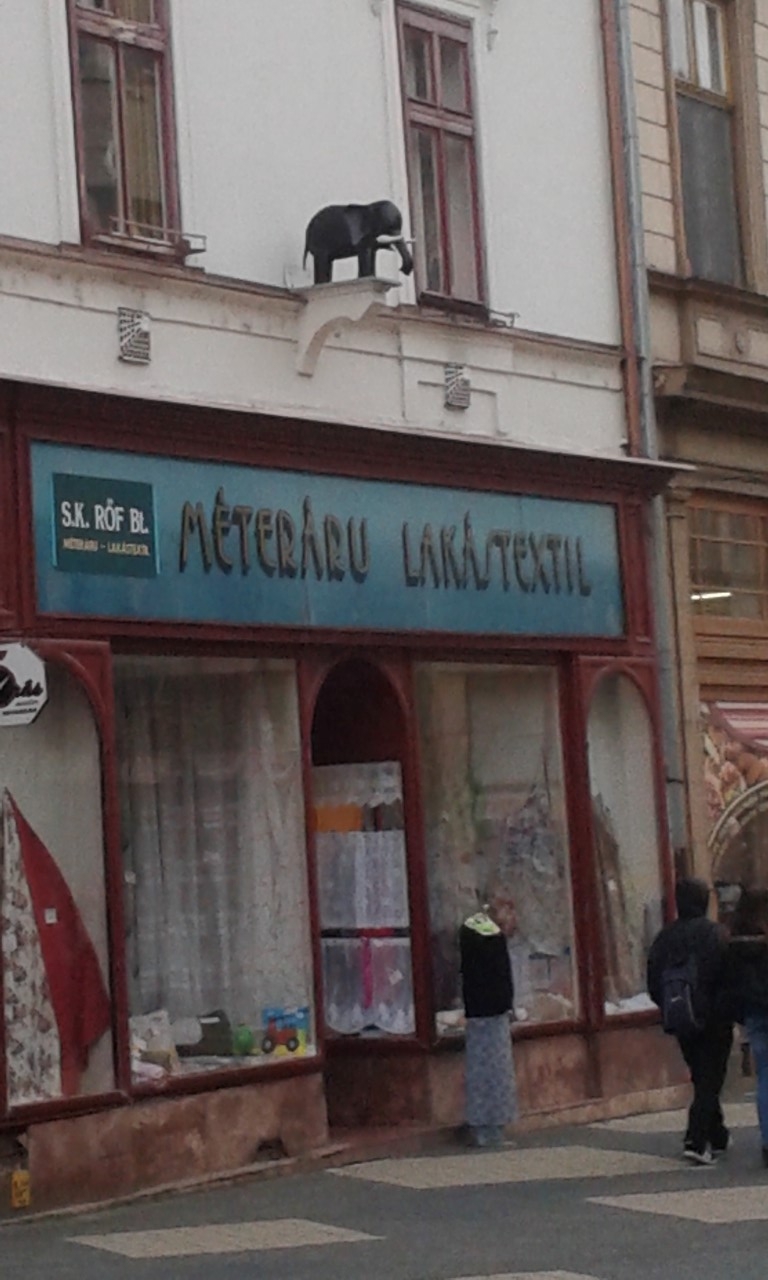 S.K. RŐF Bt.
MÉTERÁRU - LAKÁSTEXTIL
MÉTERÁRU LAKÁSTEXTIL